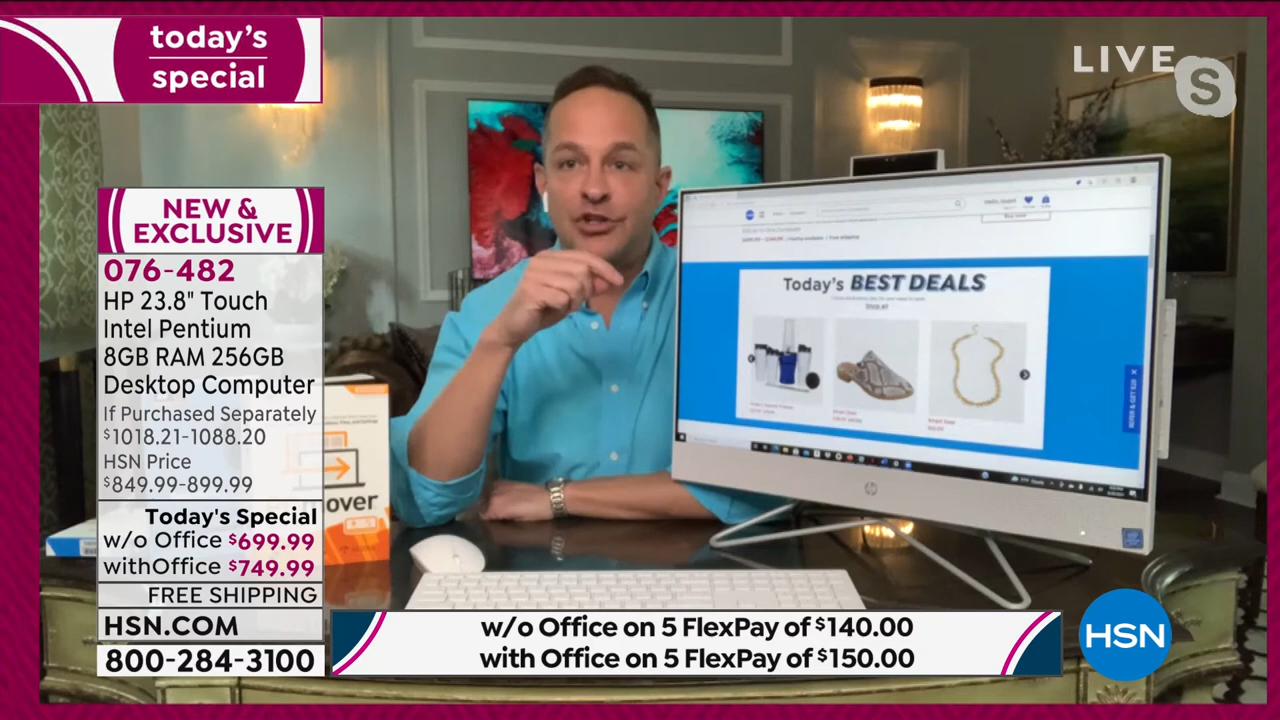 today's
special
LIVE
NEW &
EXCLUSIVE
076-482
HP 23.8" Touch
Intel Pentium
8GB RAM 256GB
Desktop Computer
If Purchased Separately
$1018.21-1088.20
HSN Price
$849.99-899.99
Today's Special
w/o Office $699.99
withOffice $749.99
FREE SHIPPING
HSN.COM
800-284-3100
over
Today's BEST DEALS
hp
w/o Office on 5 FlexPay of $140.00
with Office on 5 FlexPay of $150.00
HSN